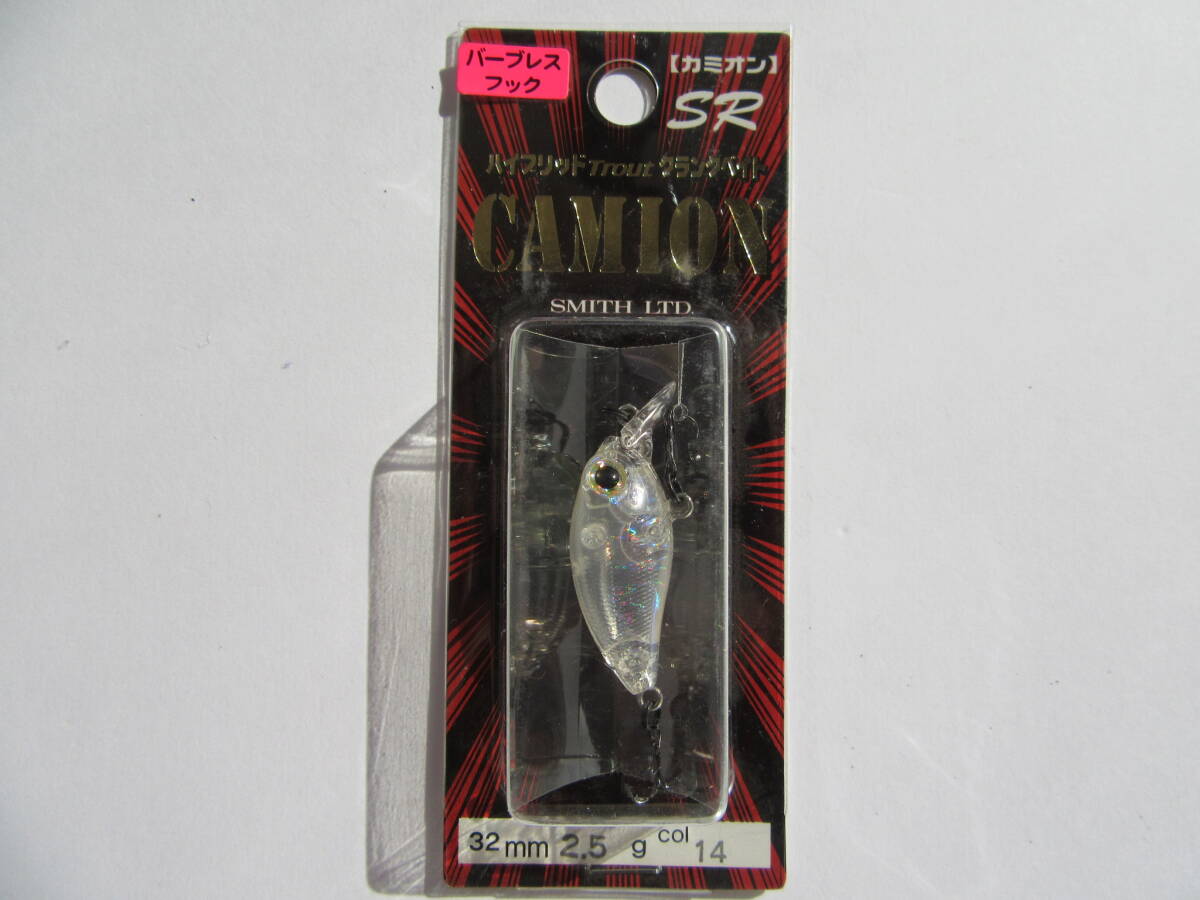 バーブレス
フック
【カミオン】
SR
ハイブリッドTroutクランクベイト
CAMION
SMITH LTD.
32mm 2.5 g col 14